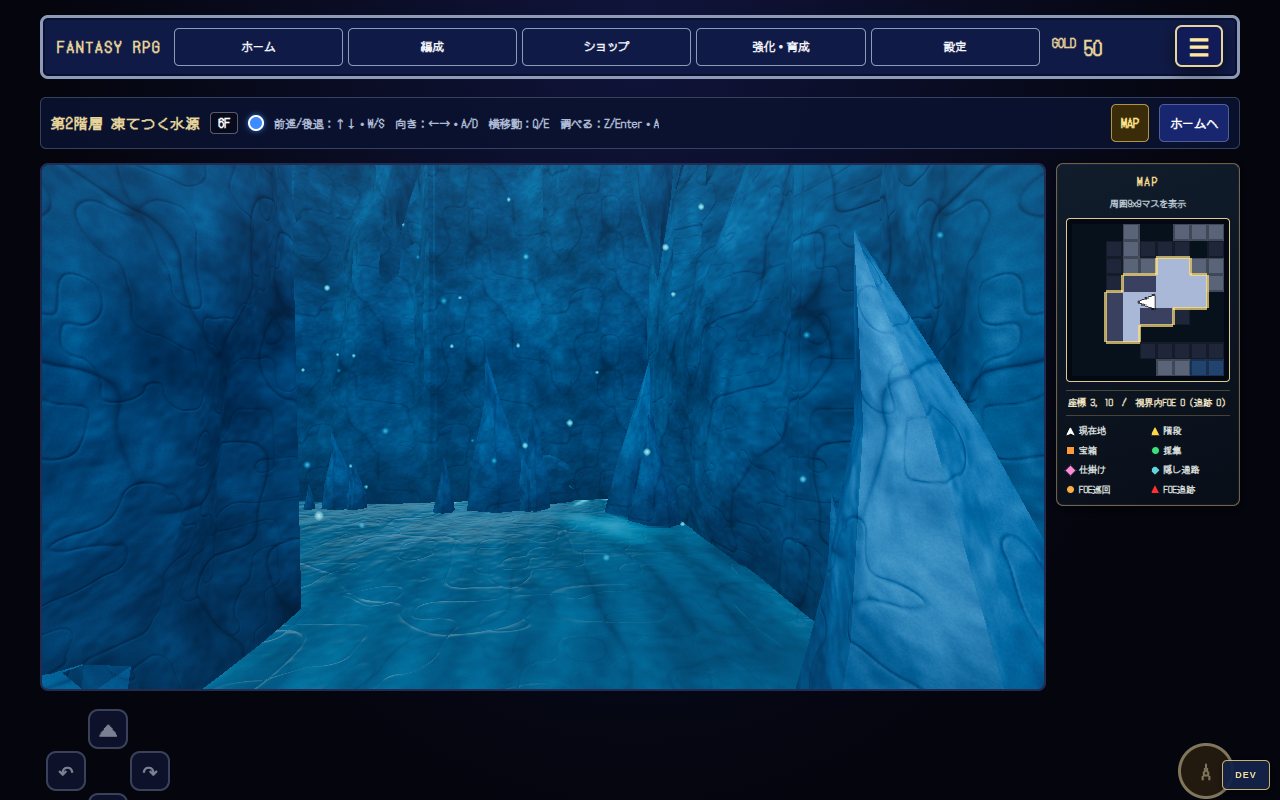 FANTASY RPG ホーム 編成 ショップ 強化・育成 設定 GOLD 50
第2階層 凍てつく水源 6F 前進/後退：↑↓・W/S 向き：←→・A/D 横移動：Q/E 調べる：Z/Enter・A MAP ホームへ
MAP
周囲9x9マスを表示
座標 3, 10 / 視界内FOE 0 (追跡 0)
現在地 階段
宝箱 採集
仕掛け 隠し通路
FOE巡回 FOE追跡
A DEV